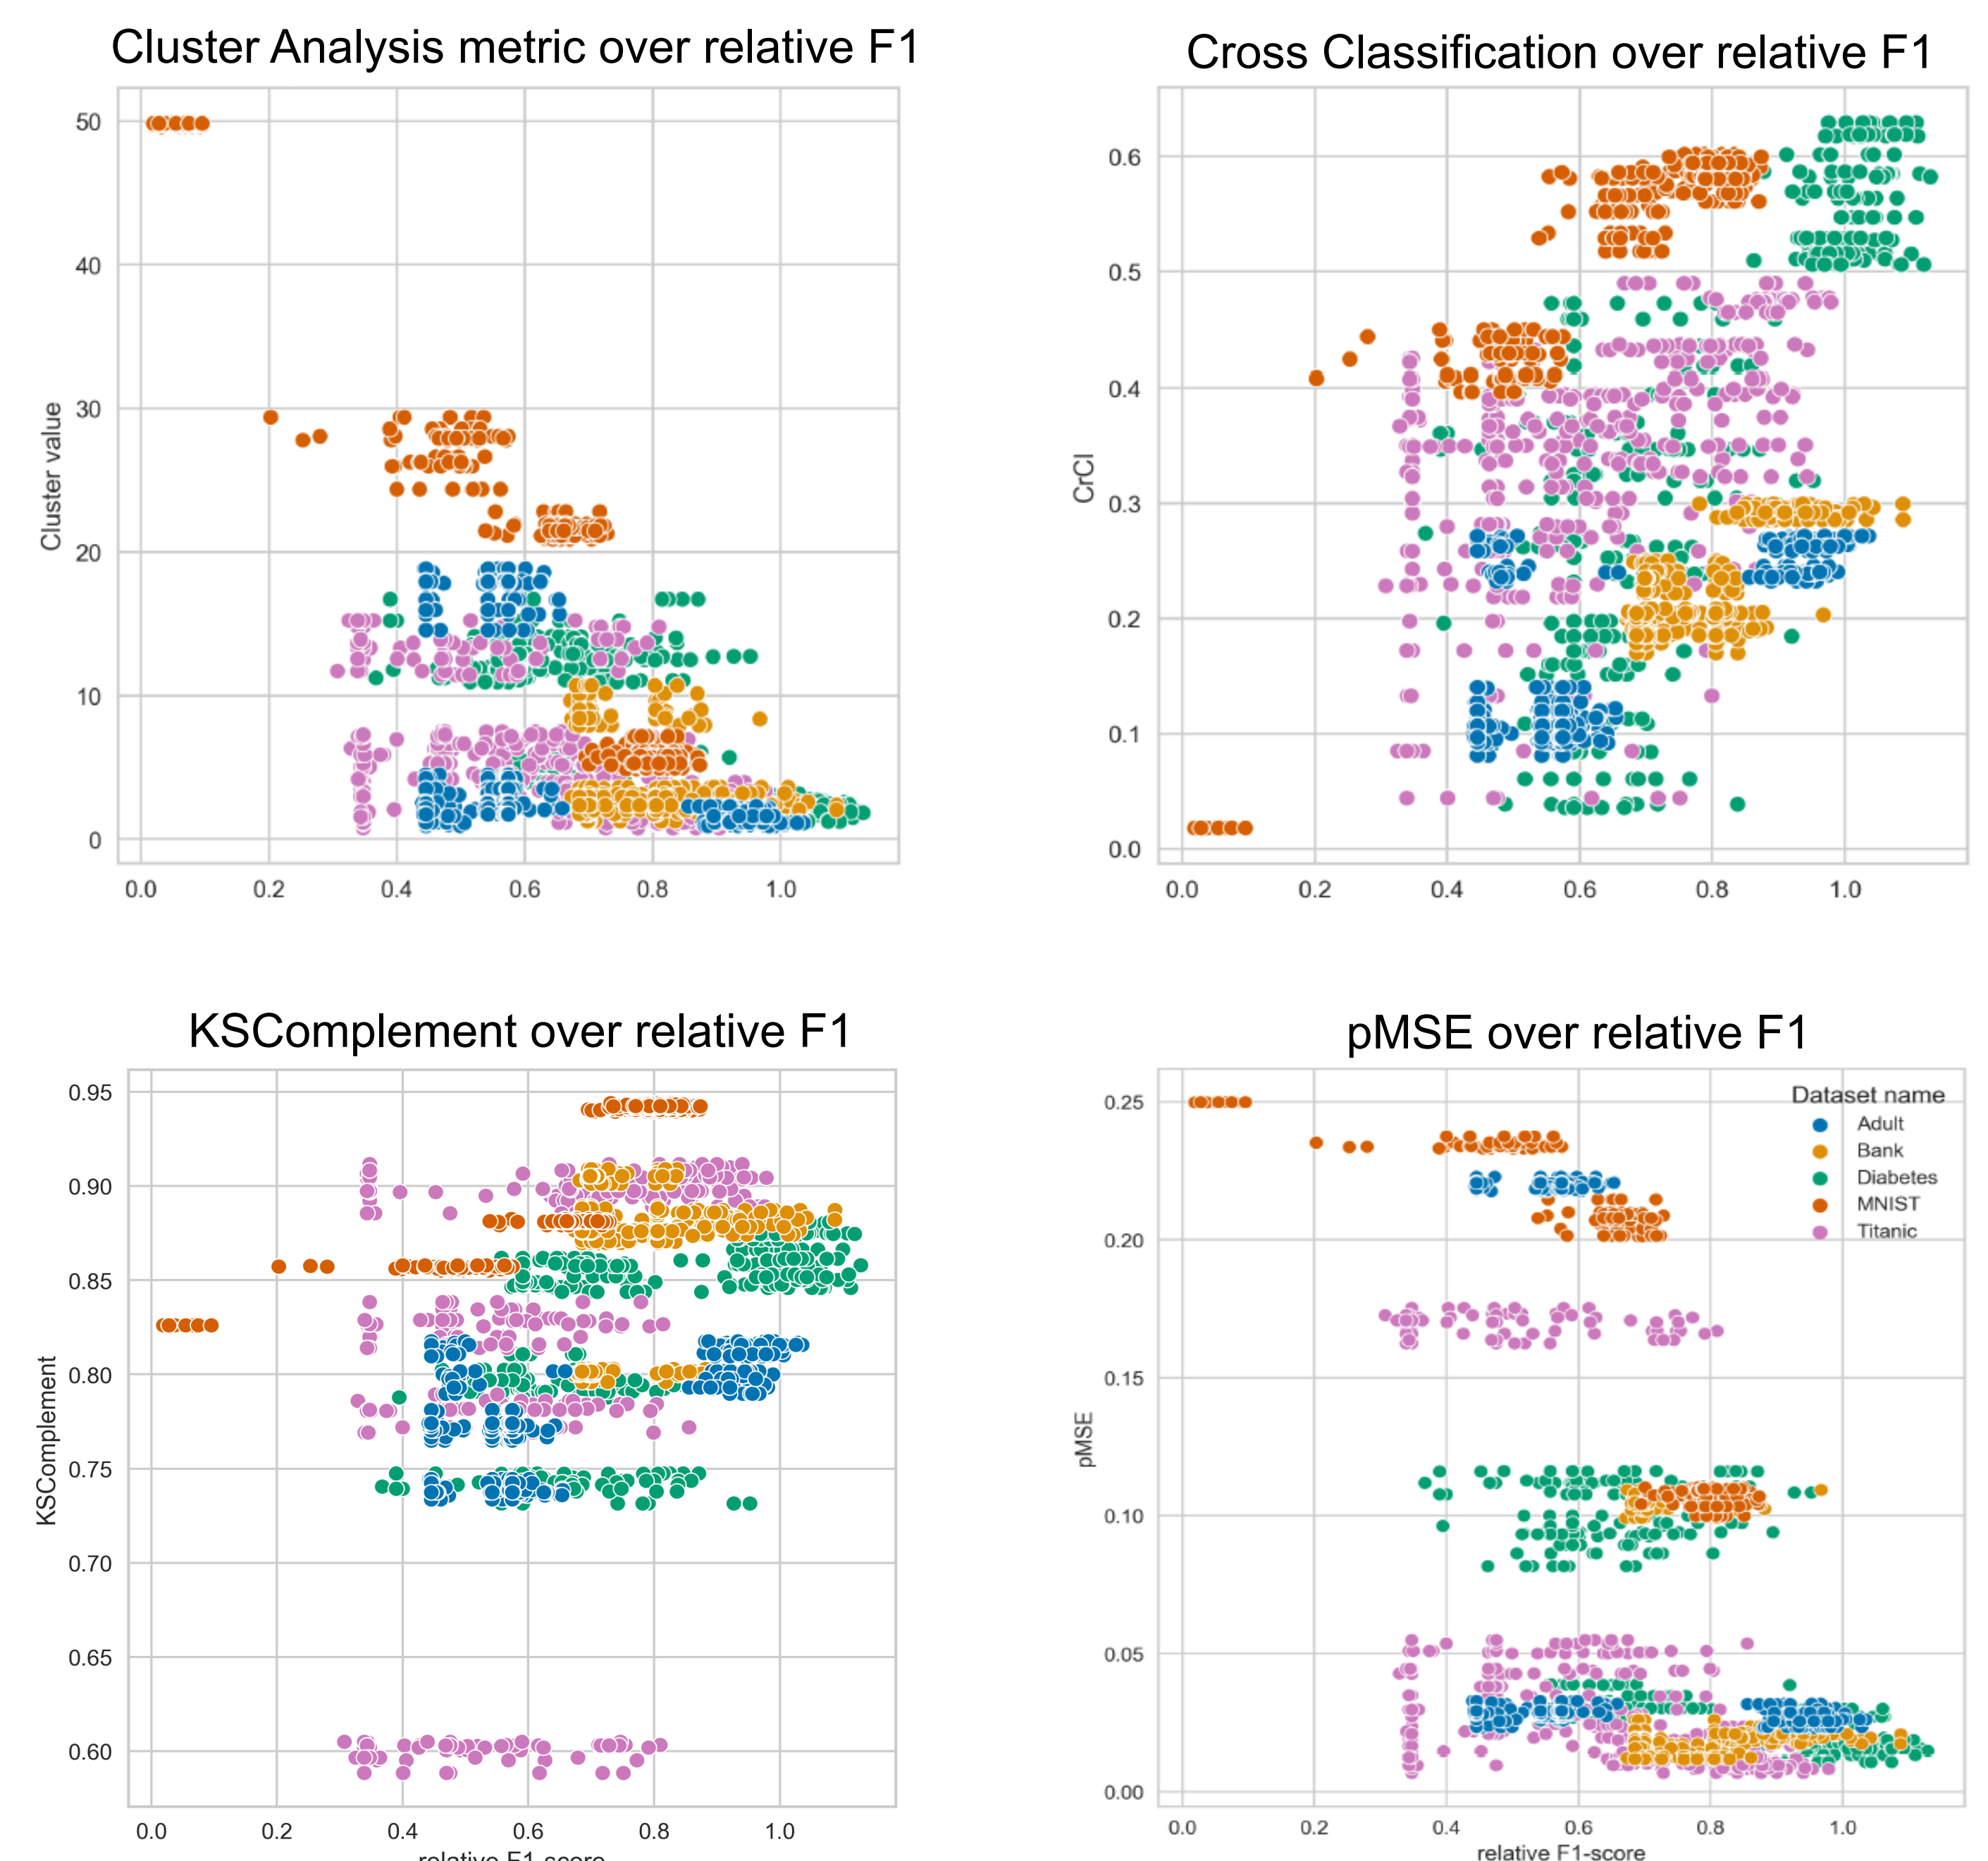 Cluster Analysis metric over relative F1
50
40
30
20
10
0
Cluster value
0.0 0.2 0.4 0.6 0.8 1.0
Cross Classification over relative F1
0.6
0.5
0.4
0.3
0.2
0.1
0.0
CrCl
0.0 0.2 0.4 0.6 0.8 1.0
KSComplement over relative F1
0.95
0.90
0.85
0.80
0.75
0.70
0.65
0.60
KSComplement
0.0 0.2 0.4 0.6 0.8 1.0
relative F1-score
pMSE over relative F1
0.25
0.20
0.15
0.10
0.05
0.00
pMSE
Dataset name
Adult
Bank
Diabetes
MNIST
Titanic
0.0 0.2 0.4 0.6 0.8 1.0
relative F1-score